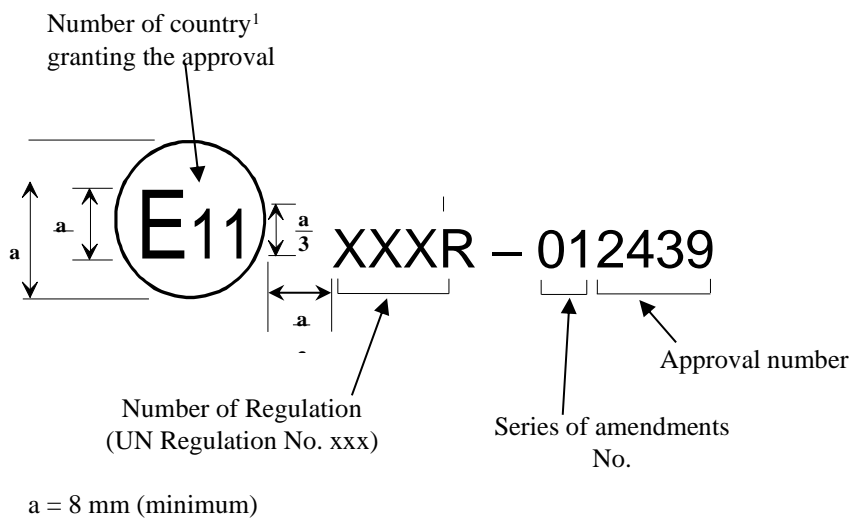 Number of country1
granting the approval
E11
a
a
a
3
XXXR – 012439
a
Approval number
Number of Regulation
(UN Regulation No. xxx)
Series of amendments
No.
a = 8 mm (minimum)